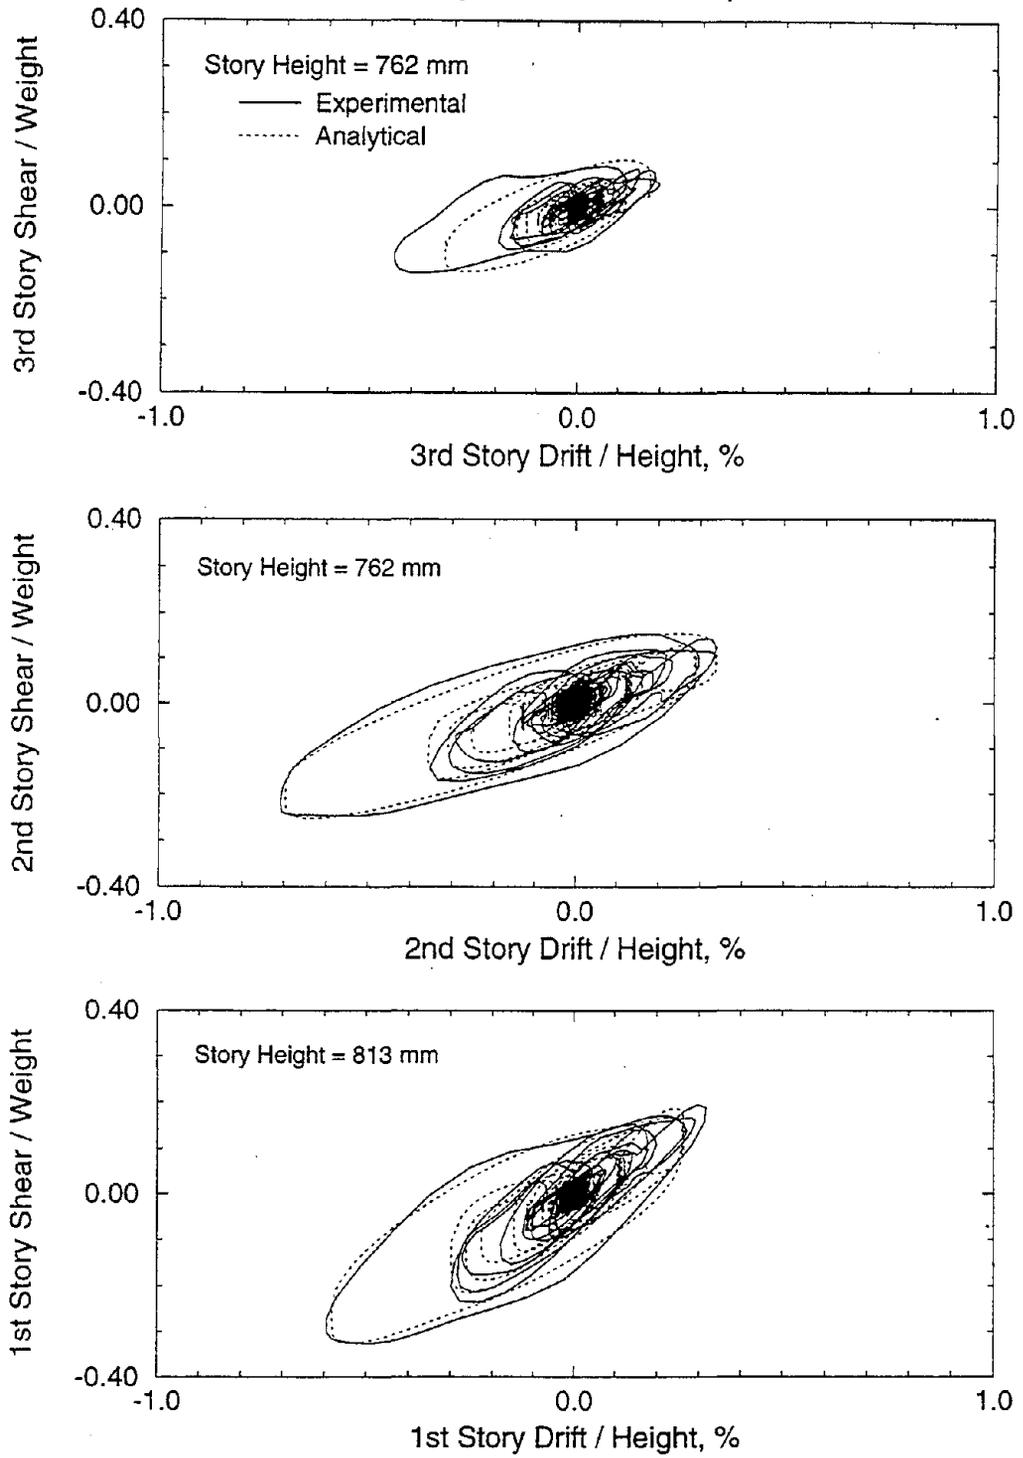 0.40
3rd Story Shear / Weight
Story Height = 762 mm
Experimental
Analytical
0.00
-0.40
-1.0
0.0
1.0
3rd Story Drift / Height, %
0.40
2nd Story Shear / Weight
Story Height = 762 mm
0.00
-0.40
-1.0
0.0
1.0
2nd Story Drift / Height, %
0.40
1st Story Shear / Weight
Story Height = 813 mm
0.00
-0.40
-1.0
0.0
1.0
1st Story Drift / Height, %